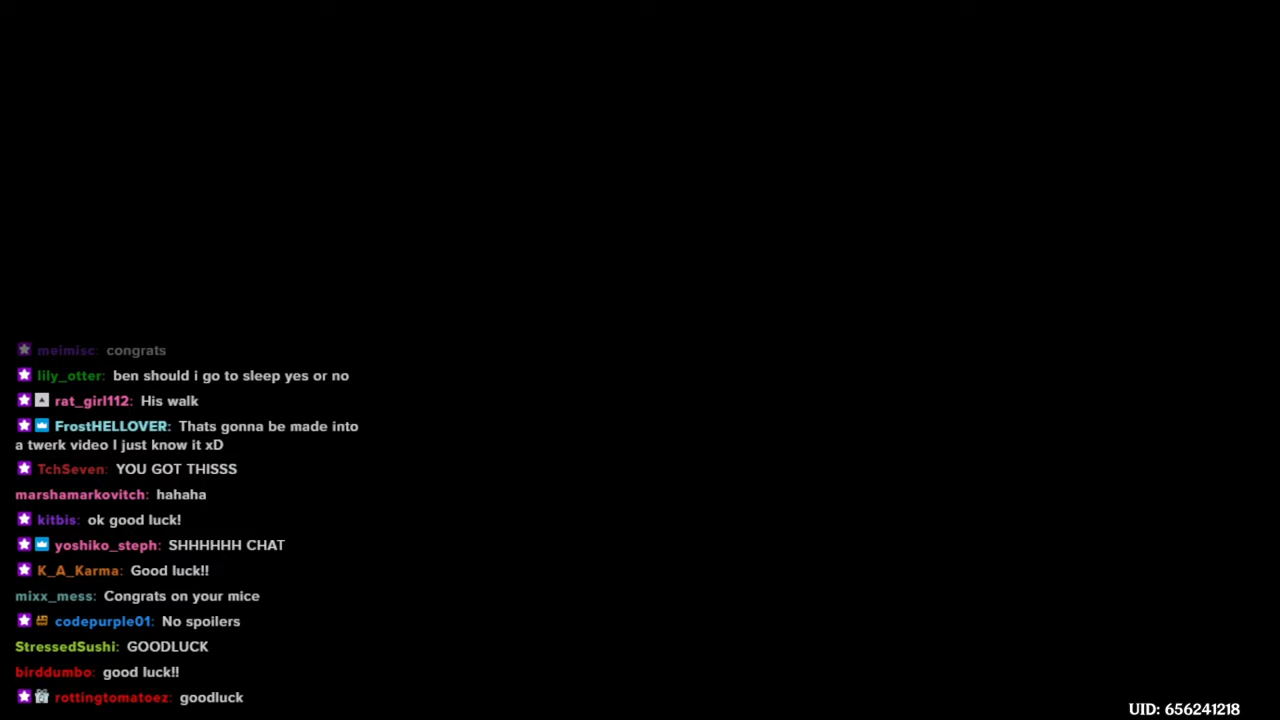 meimisc: congrats
lily_otter: ben should i go to sleep yes or no
rat_girl112: His walk
FrostHELLOVER: Thats gonna be made into
a twerk video I just know it xD
TchSeven: YOU GOT THISSS
marshamarkovitch: hahaha
kitbis: ok good luck!
yoshiko_steph: SHHHHHH CHAT
K_A_Karma: Good luck!!
mixx_mess: Congrats on your mice
codepurple01: No spoilers
StressedSushi: GOODLUCK
birddumbo: good luck!!
rottingtomatoez: goodluck
UID: 656241218